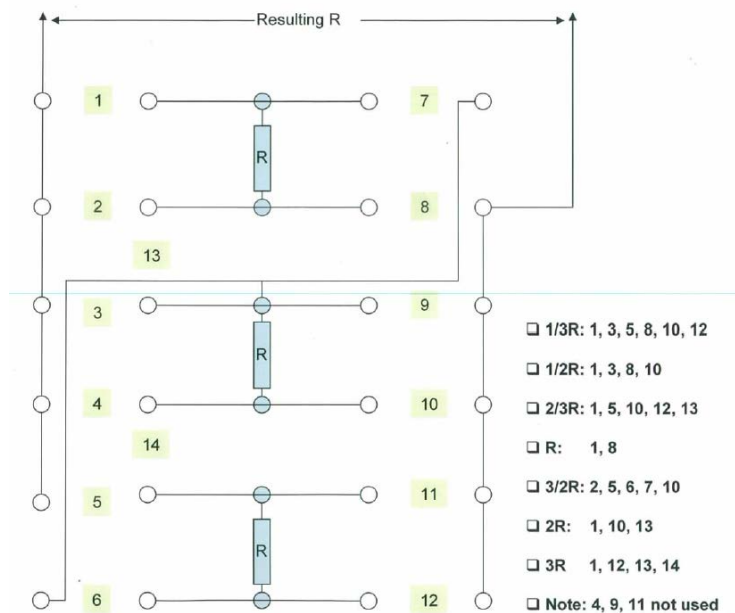 Resulting R
1 7
R
2 8
13
3 9
❑ 1/3R: 1, 3, 5, 8, 10, 12
R
❑ 1/2R: 1, 3, 8, 10
4 10
❑ 2/3R: 1, 5, 10, 12, 13
14
❑ R: 1, 8
5 11
❑ 3/2R: 2, 5, 6, 7, 10
R
❑ 2R: 1, 10, 13
❑ 3R 1, 12, 13, 14
6 12
❑ Note: 4, 9, 11 not used